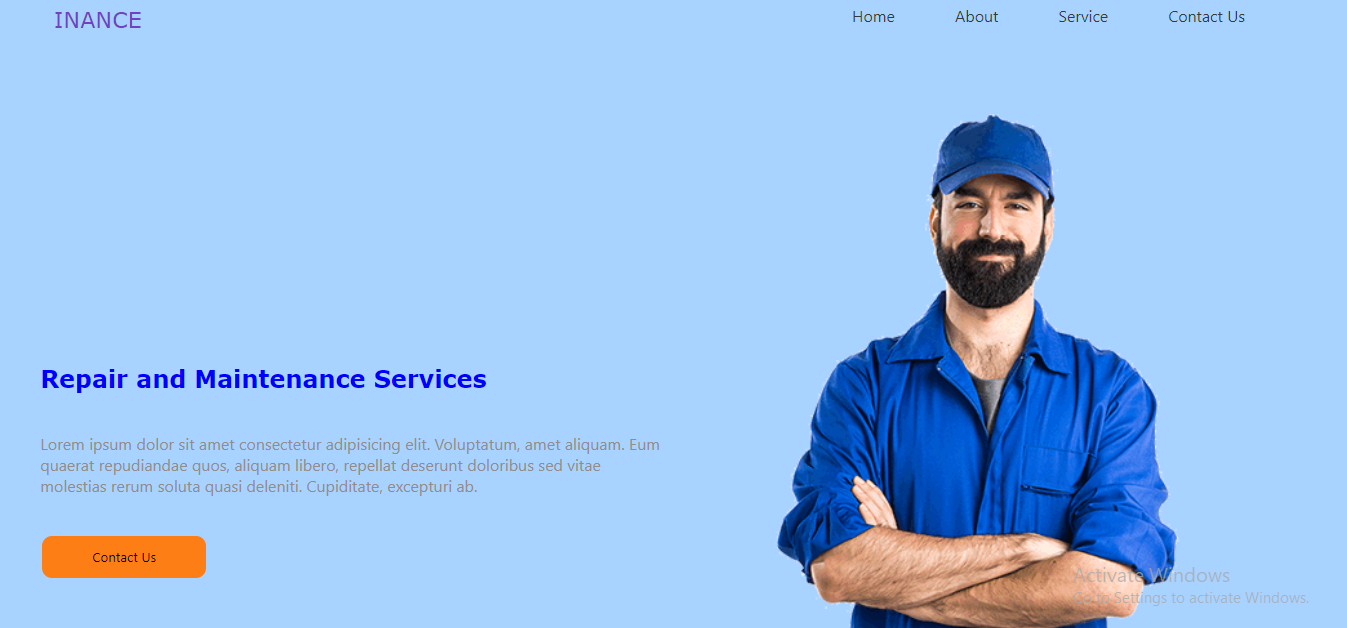 INANCE
Home About Service Contact Us
Repair and Maintenance Services
Lorem ipsum dolor sit amet consectetur adipisicing elit. Voluptatum, amet aliquam. Eum
quaerat repudiandae quos, aliquam libero, repellat deserunt doloribus sed vitae
molestias rerum soluta quasi deleniti. Cupiditate, excepturi ab.
Contact Us
Activate Windows
Go to Settings to activate Windows.